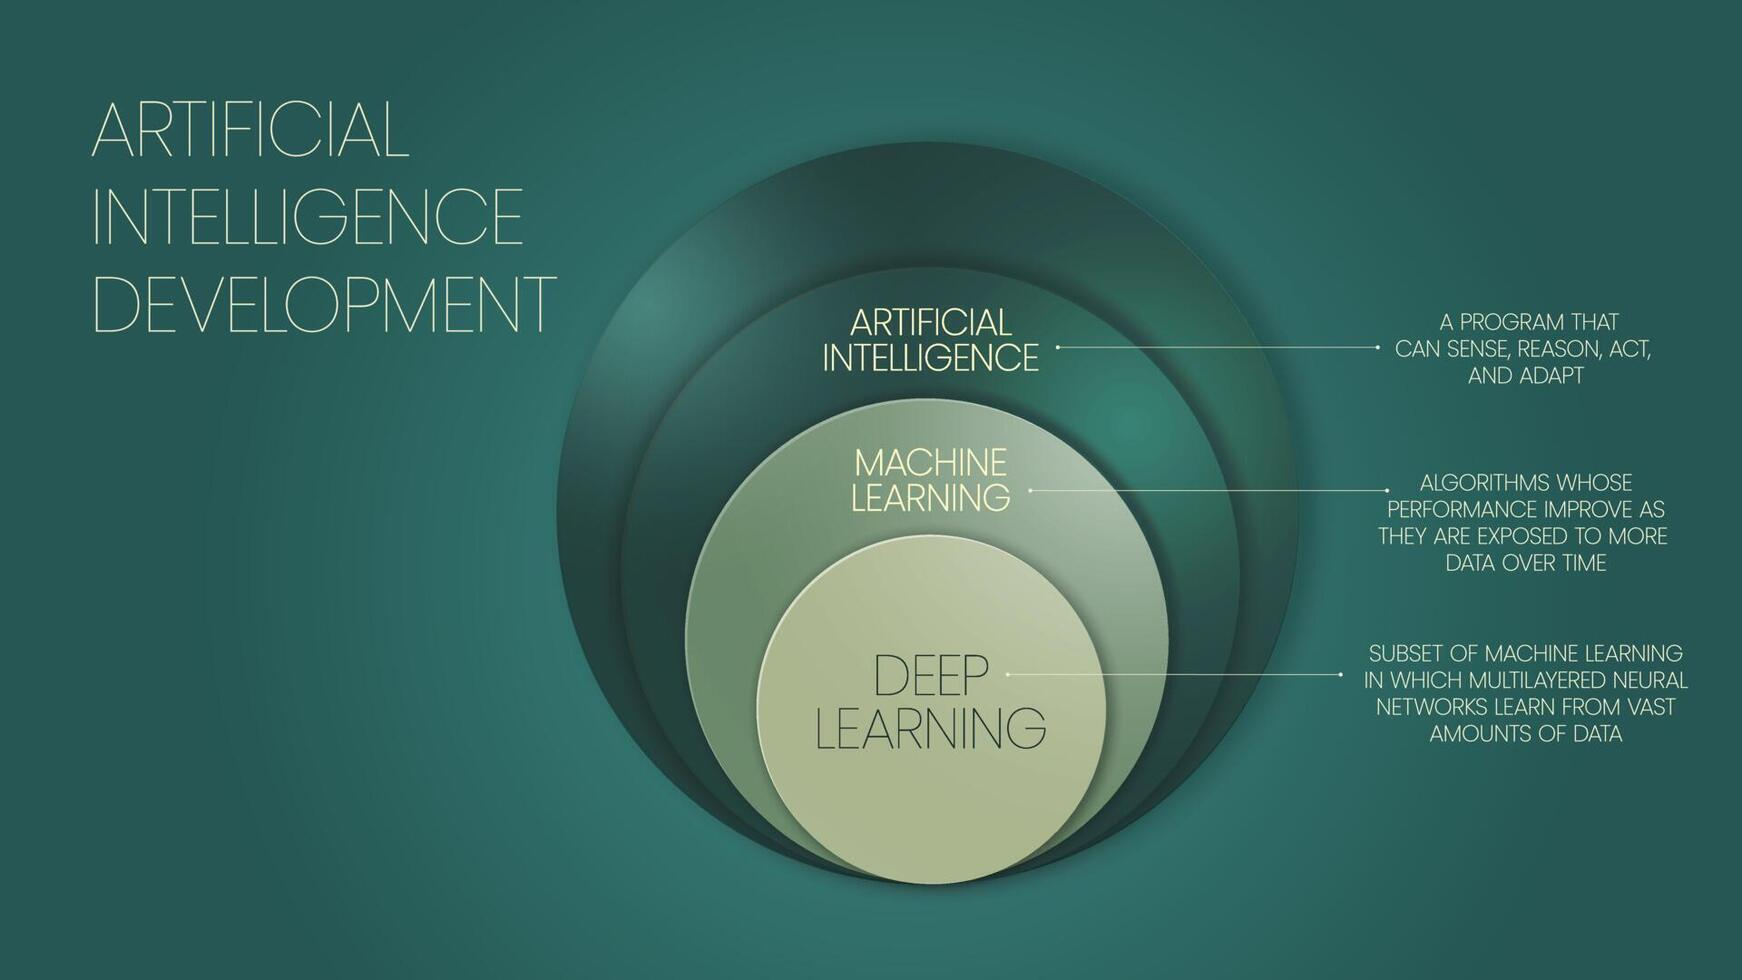 ARTIFICIAL
INTELLIGENCE
DEVELOPMENT
ARTIFICIAL
INTELLIGENCE
A PROGRAM THAT
CAN SENSE, REASON, ACT,
AND ADAPT
MACHINE
LEARNING
ALGORITHMS WHOSE
PERFORMANCE IMPROVE AS
THEY ARE EXPOSED TO MORE
DATA OVER TIME
DEEP
LEARNING
SUBSET OF MACHINE LEARNING
IN WHICH MULTILAYERED NEURAL
NETWORKS LEARN FROM VAST
AMOUNTS OF DATA